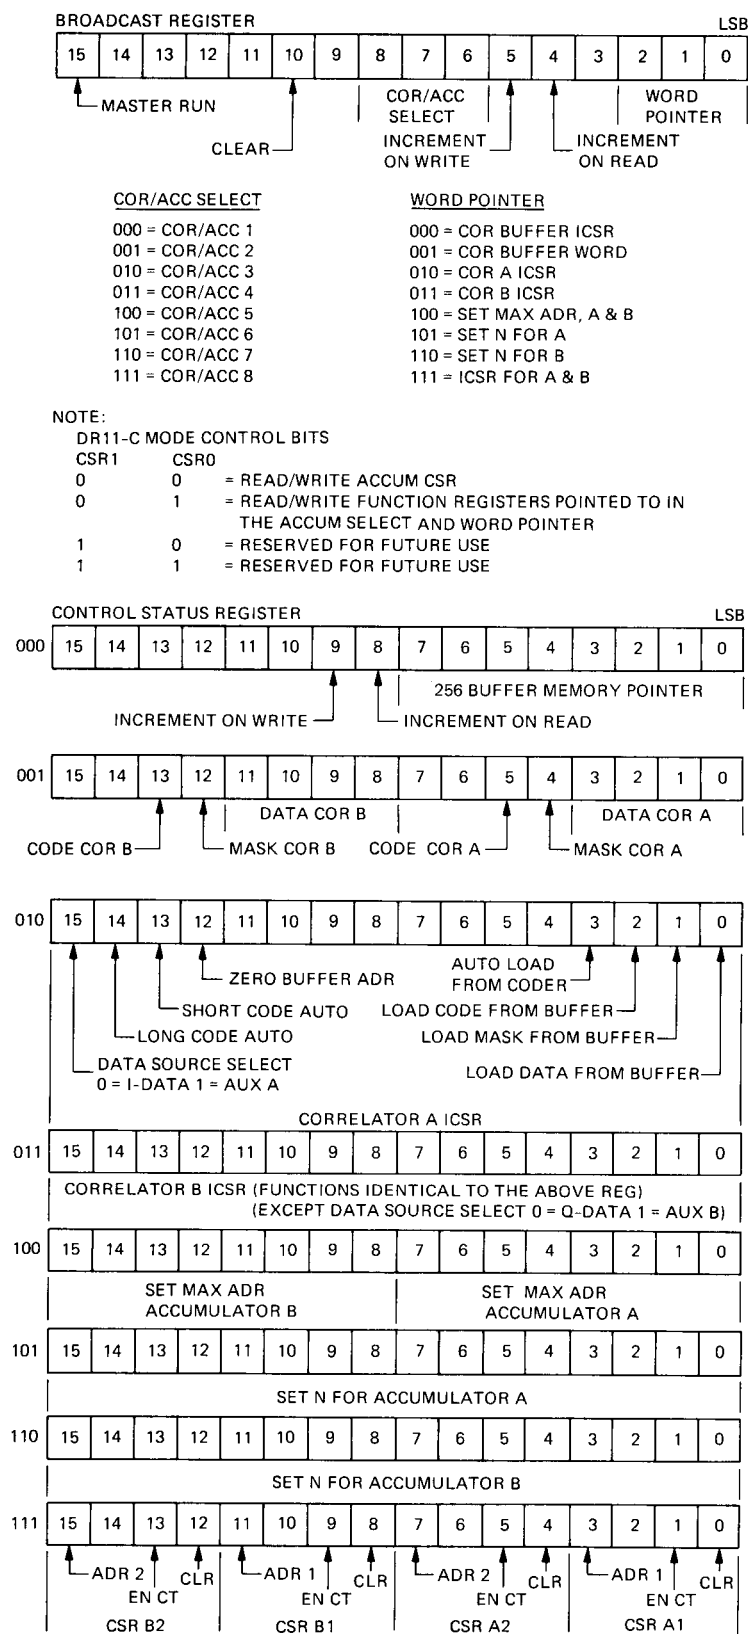 BROADCAST REGISTER LSB
15 14 13 12 11 10 9 8 7 6 5 4 3 2 1 0
MASTER RUN
COR/ACC SELECT
WORD POINTER
CLEAR
INCREMENT ON WRITE
INCREMENT ON READ
COR/ACC SELECT WORD POINTER
000 = COR/ACC 1 000 = COR BUFFER ICSR
001 = COR/ACC 2 001 = COR BUFFER WORD
010 = COR/ACC 3 010 = COR A ICSR
011 = COR/ACC 4 011 = COR B ICSR
100 = COR/ACC 5 100 = SET MAX ADR, A & B
101 = COR/ACC 6 101 = SET N FOR A
110 = COR/ACC 7 110 = SET N FOR B
111 = COR/ACC 8 111 = ICSR FOR A & B
NOTE:
DR11-C MODE CONTROL BITS
CSR1 CSR0
0 0 = READ/WRITE ACCUM CSR
0 1 = READ/WRITE FUNCTION REGISTERS POINTED TO IN
THE ACCUM SELECT AND WORD POINTER
1 0 = RESERVED FOR FUTURE USE
1 1 = RESERVED FOR FUTURE USE
CONTROL STATUS REGISTER LSB
000 15 14 13 12 11 10 9 8 7 6 5 4 3 2 1 0
256 BUFFER MEMORY POINTER
INCREMENT ON WRITE INCREMENT ON READ
001 15 14 13 12 11 10 9 8 7 6 5 4 3 2 1 0
DATA COR B DATA COR A
CODE COR B MASK COR B CODE COR A MASK COR A
010 15 14 13 12 11 10 9 8 7 6 5 4 3 2 1 0
ZERO BUFFER ADR
AUTO LOAD FROM CODER
SHORT CODE AUTO LOAD CODE FROM BUFFER
LONG CODE AUTO LOAD MASK FROM BUFFER
DATA SOURCE SELECT
0 = I-DATA 1 = AUX A
LOAD DATA FROM BUFFER
CORRELATOR A ICSR
011 15 14 13 12 11 10 9 8 7 6 5 4 3 2 1 0
CORRELATOR B ICSR (FUNCTIONS IDENTICAL TO THE ABOVE REG)
(EXCEPT DATA SOURCE SELECT 0 = Q-DATA 1 = AUX B)
100 15 14 13 12 11 10 9 8 7 6 5 4 3 2 1 0
SET MAX ADR SET MAX ADR
ACCUMULATOR B ACCUMULATOR A
101 15 14 13 12 11 10 9 8 7 6 5 4 3 2 1 0
SET N FOR ACCUMULATOR A
110 15 14 13 12 11 10 9 8 7 6 5 4 3 2 1 0
SET N FOR ACCUMULATOR B
111 15 14 13 12 11 10 9 8 7 6 5 4 3 2 1 0
ADR 2 CLR ADR 1 CLR ADR 2 CLR ADR 1 CLR
EN CT EN CT EN CT EN CT
CSR B2 CSR B1 CSR A2 CSR A1